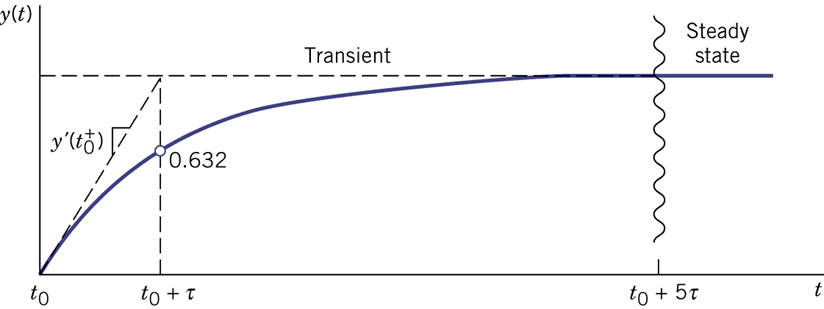 y(t)
Steady
state
Transient
y′(t₀⁺)
0.632
t₀
t₀ + τ
t₀ + 5τ
t